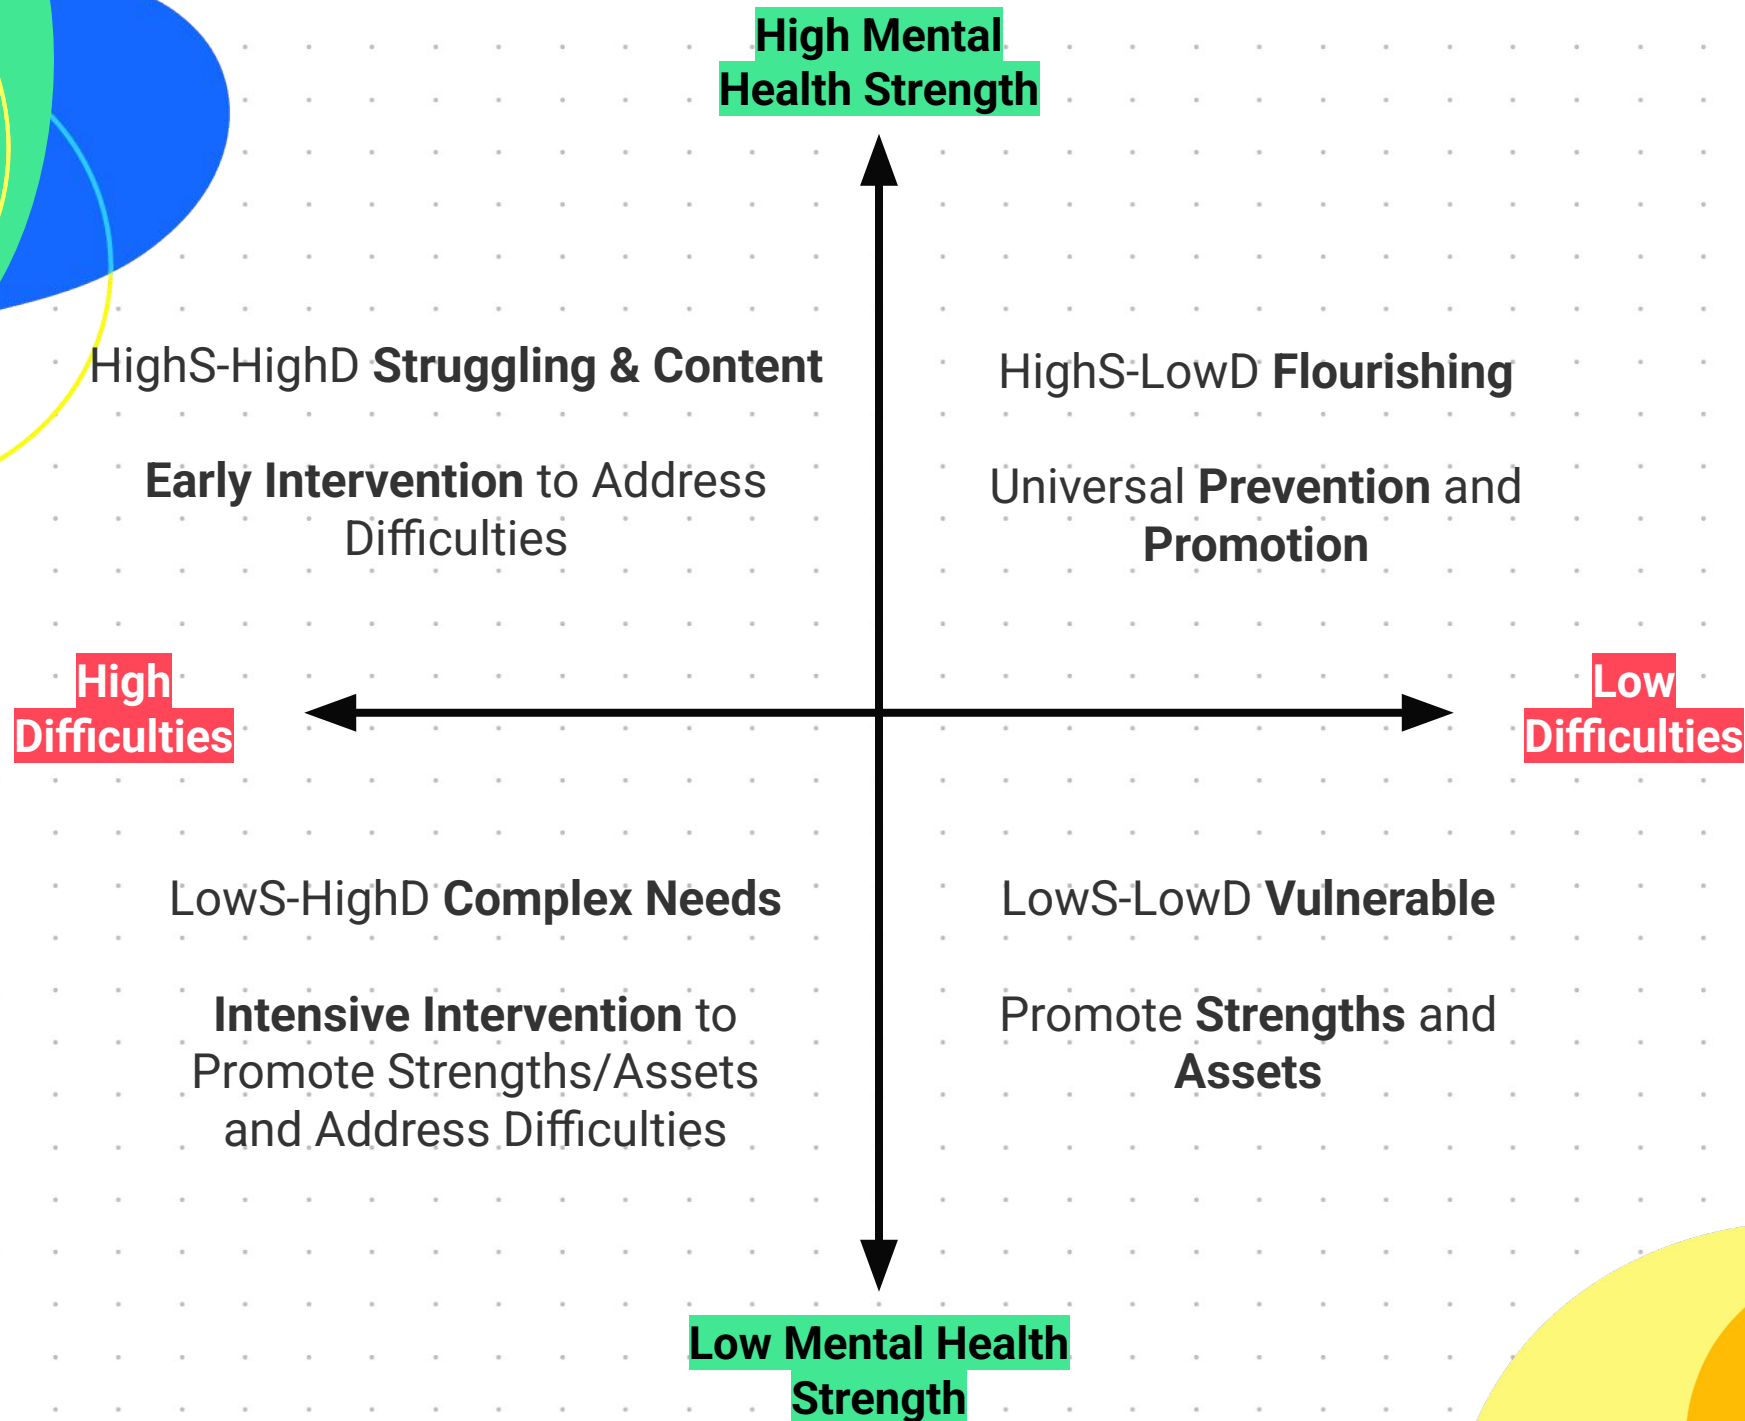 High Mental
Health Strength
HighS-HighD Struggling & Content
Early Intervention to Address
Difficulties
HighS-LowD Flourishing
Universal Prevention and
Promotion
High
Difficulties
Low
Difficulties
LowS-HighD Complex Needs
Intensive Intervention to
Promote Strengths/Assets
and Address Difficulties
LowS-LowD Vulnerable
Promote Strengths and
Assets
Low Mental Health
Strength